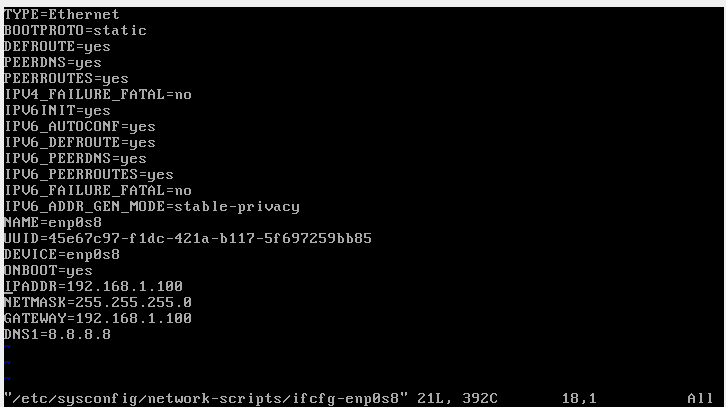 TYPE=Ethernet
BOOTPROTO=static
DEFROUTE=yes
PEERDNS=yes
PEERROUTES=yes
IPV4_FAILURE_FATAL=no
IPV6INIT=yes
IPV6_AUTOCONF=yes
IPV6_DEFROUTE=yes
IPV6_PEERDNS=yes
IPV6_PEERROUTES=yes
IPV6_FAILURE_FATAL=no
IPV6_ADDR_GEN_MODE=stable-privacy
NAME=enp0s8
UUID=45e67c97-f1dc-421a-b117-5f697259bb85
DEVICE=enp0s8
ONBOOT=yes
IPADDR=192.168.1.100
NETMASK=255.255.255.0
GATEWAY=192.168.1.100
DNS1=8.8.8.8
~
~
~
"/etc/sysconfig/network-scripts/ifcfg-enp0s8" 21L, 392C 18,1 All